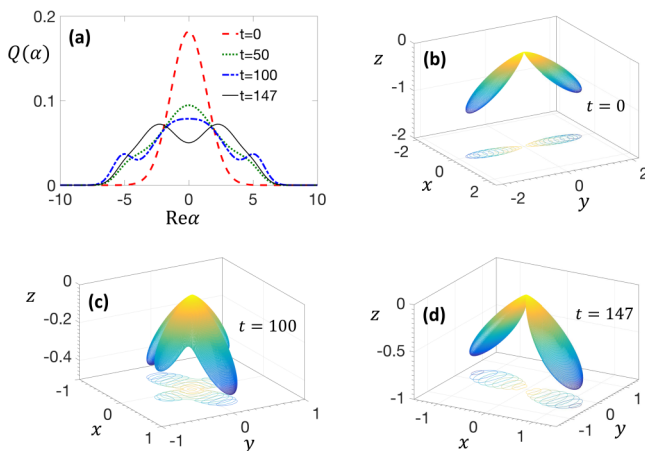 (a)
Q(α)
0.2
0.1
0
t=0
t=50
t=100
t=147
-10 -5 0 5 10
Reα
(b)
z
0
-1
-2
t = 0
-2
0
2
x
-2
0
2
y
(c)
z
0
-0.2
-0.4
t = 100
-1
0
1
x
-1
0
1
y
(d)
z
0
-0.5
-1
t = 147
-1
0
1
x
-1
0
1
y